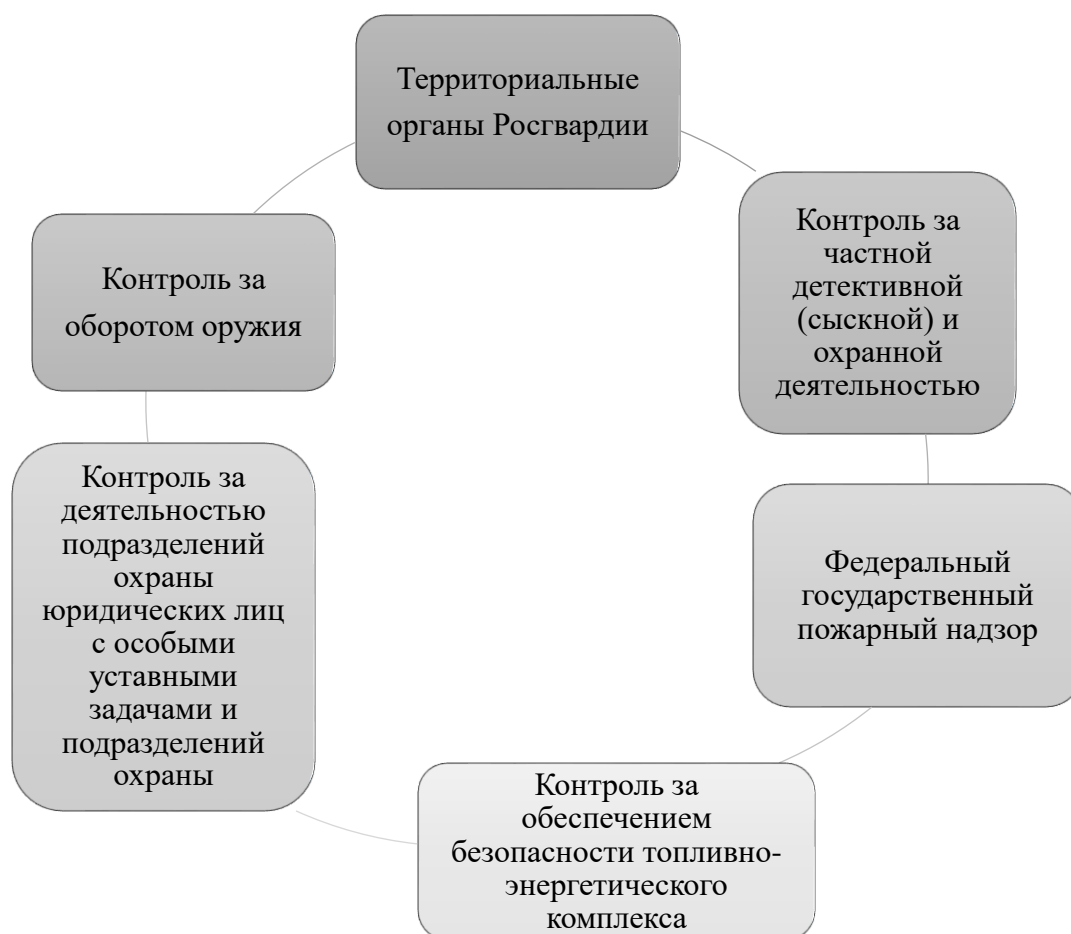 Территориальные
органы Росгвардии
Контроль за
частной
детективной
(сыскной) и
охранной
деятельностью
Федеральный
государственный
пожарный надзор
Контроль за
обеспечением
безопасности топливно-
энергетического
комплекса
Контроль за
деятельностью
подразделений
охраны
юридических лиц
с особыми
уставными
задачами и
подразделений
охраны
Контроль за
оборотом оружия